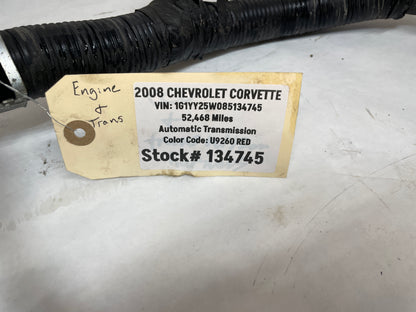 Engine
&
Trans
2008 CHEVROLET CORVETTE
VIN: 1G1YY25W085134745
52,468 Miles
Automatic Transmission
Color Code: U9260 RED
Stock# 134745